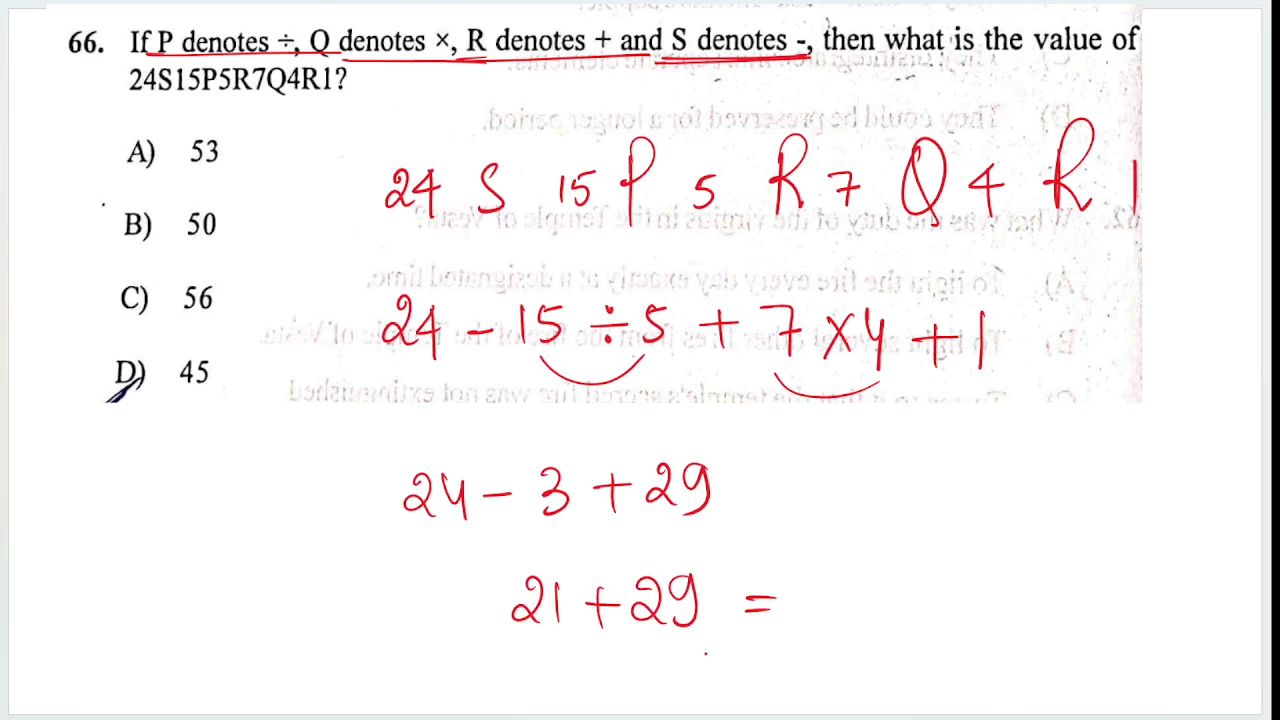 66. If P denotes ÷, Q denotes ×, R denotes + and S denotes -, then what is the value of
24S15P5R7Q4R1?
A) 53
B) 50
C) 56
D) 45
24 S 15 P 5 R 7 Q 4 R 1
24 - 15 ÷ 5 + 7 × 4 + 1
24 - 3 + 29
21 + 29 =